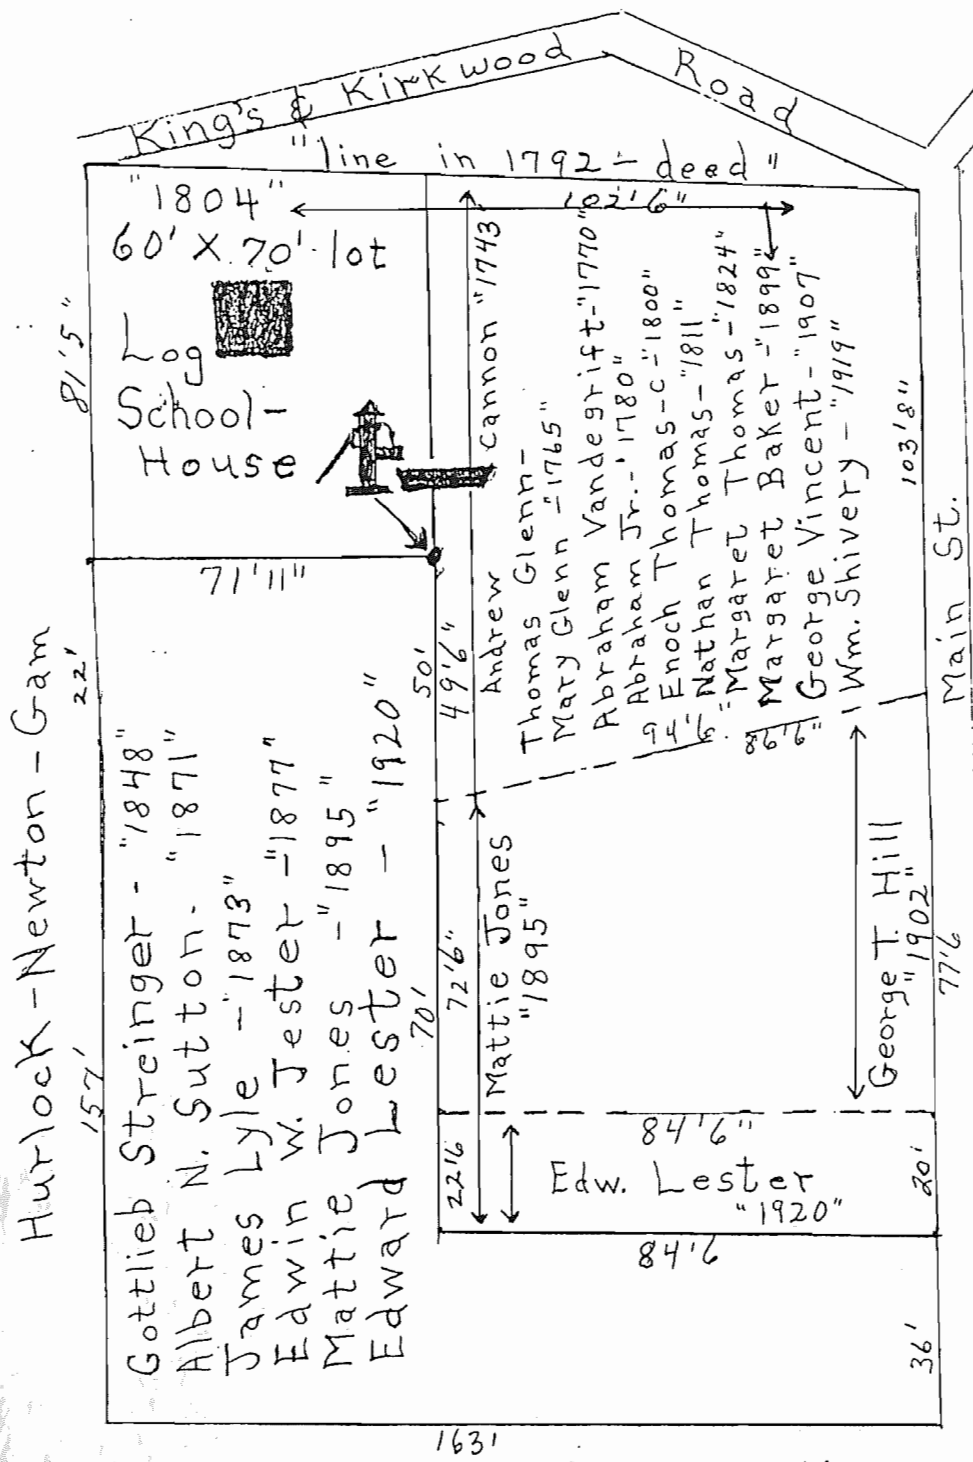 King's & Kirkwood Road
"line in 1792 - deed"
"1804"
60' X 70' lot
Log
School-
House
81'5"
71'11"
22'
157'
Hurlock-Newton-Gam
102'6"
Andrew Cannon "1743
Thomas Glenn-
Mary Glenn-"1765"
Abraham Vandegrift-"1770"
Abraham Jr.-'1780"
Enoch Thomas-c-"1800"
Nathan Thomas-"1811"
"Margaret Thomas-"1824"
Margaret Baker-"1899"
George Vincent-"1907"
Wm. Shivery-"1919"
103'8"
Main St.
50'
49'6"
94'6"
86'6"
Gottlieb Streinger - "1848"
Albert N. Sutton. "1871"
James Lyle - "1873"
Edwin W. Jester -"1877"
Mattie Jones -"1895"
Edward Lester - "1920"
70'
72'6"
Mattie Jones
"1895"
George T. Hill
"1902"
77'6
84'6"
22'6
Edw. Lester
"1920"
20'
84'6
36'
163'